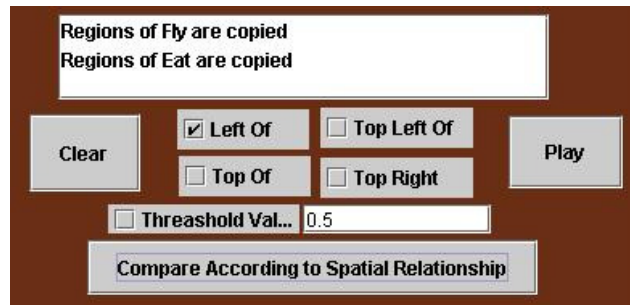 Regions of Fly are copied
Regions of Eat are copied
Clear
Left Of
Top Left Of
Play
Top Of
Top Right
Threashold Val...
0.5
Compare According to Spatial Relationship